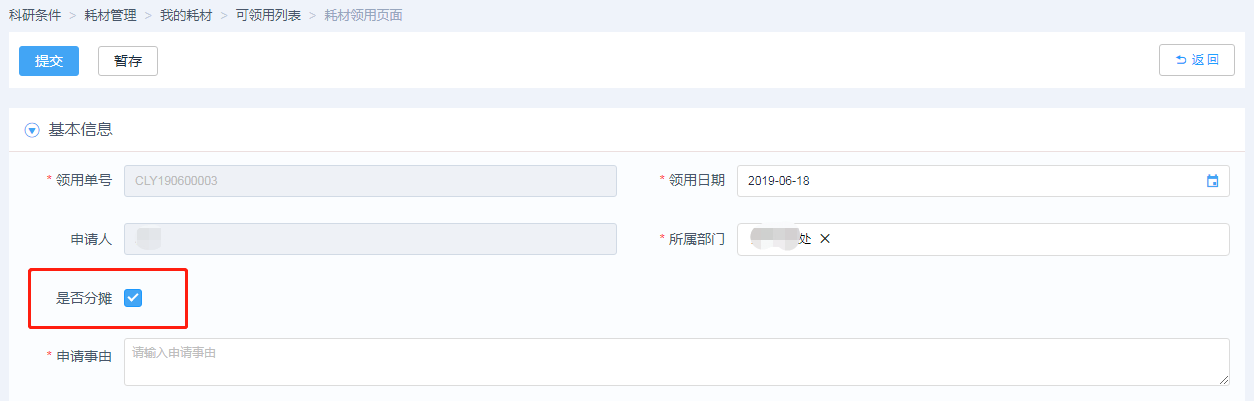 科研条件 > 耗材管理 > 我的耗材 > 可领用列表 > 耗材领用页面
提交 暂存 返回
基本信息
* 领用单号 CLY190600003 * 领用日期 2019-06-18
申请人 * 所属部门 处 ×
是否分摊
* 申请事由 请输入申请事由